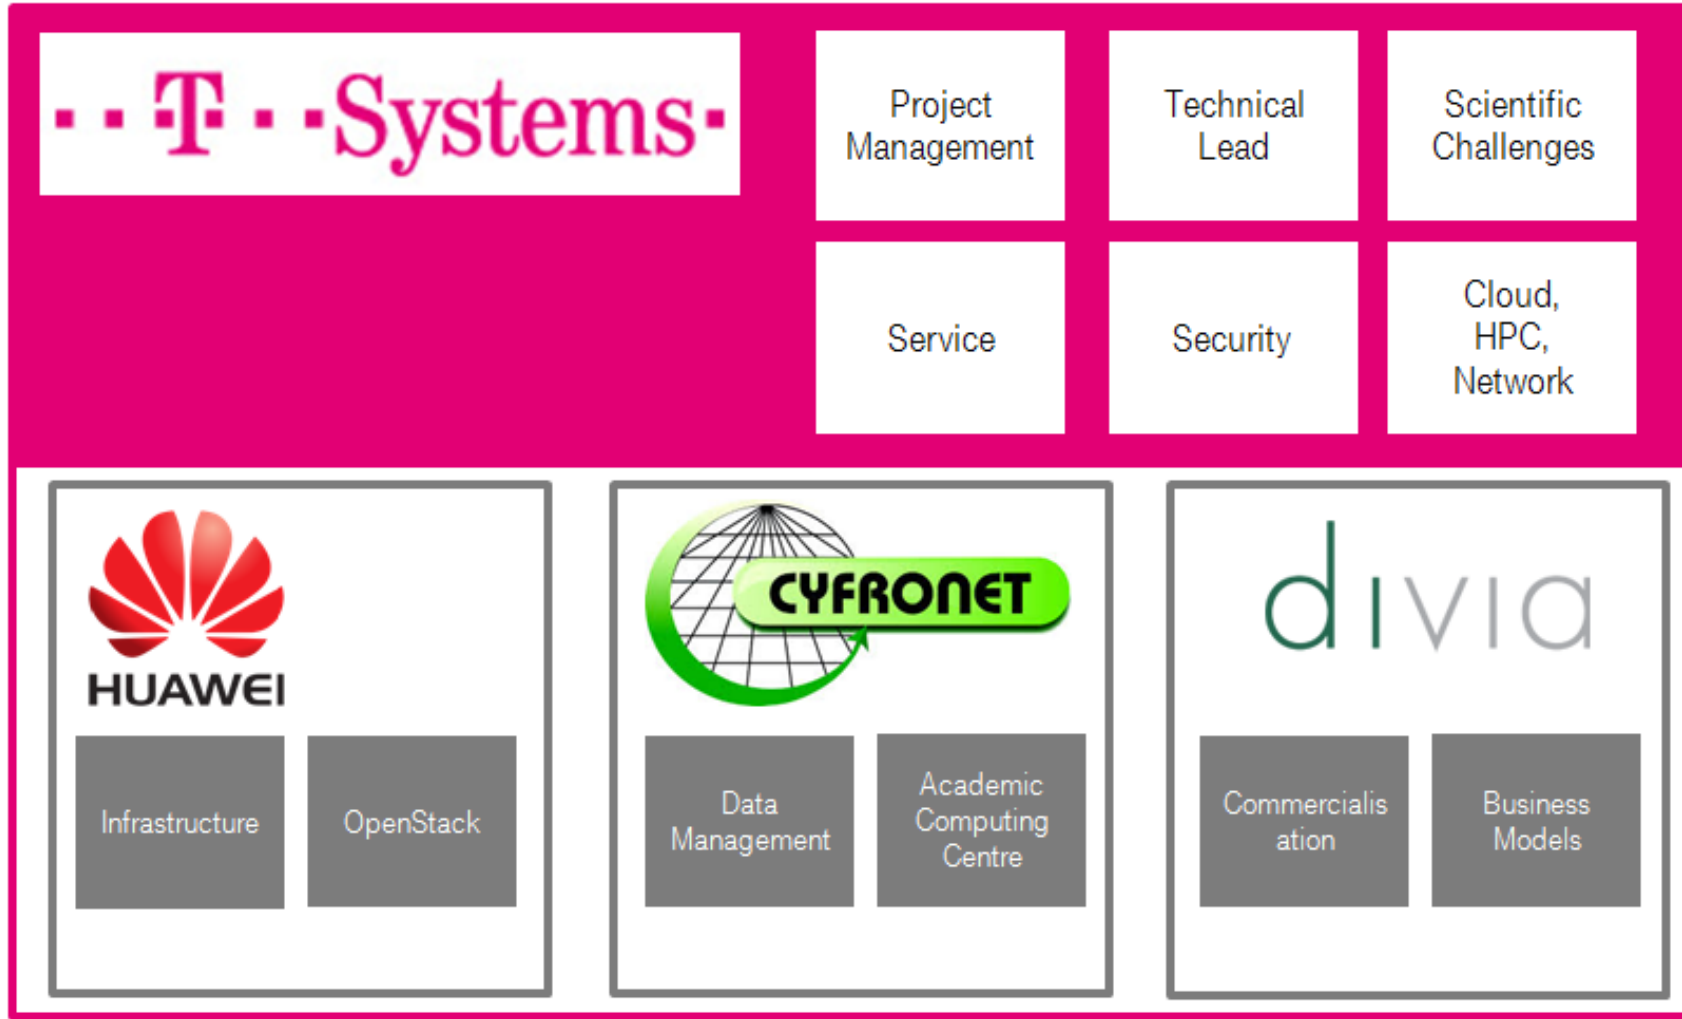 ··T··Systems·
Project
Management
Technical
Lead
Scientific
Challenges
Service
Security
Cloud,
HPC,
Network
HUAWEI
Infrastructure
OpenStack
CYFRONET
Data
Management
Academic
Computing
Centre
divia
Commercialis
ation
Business
Models